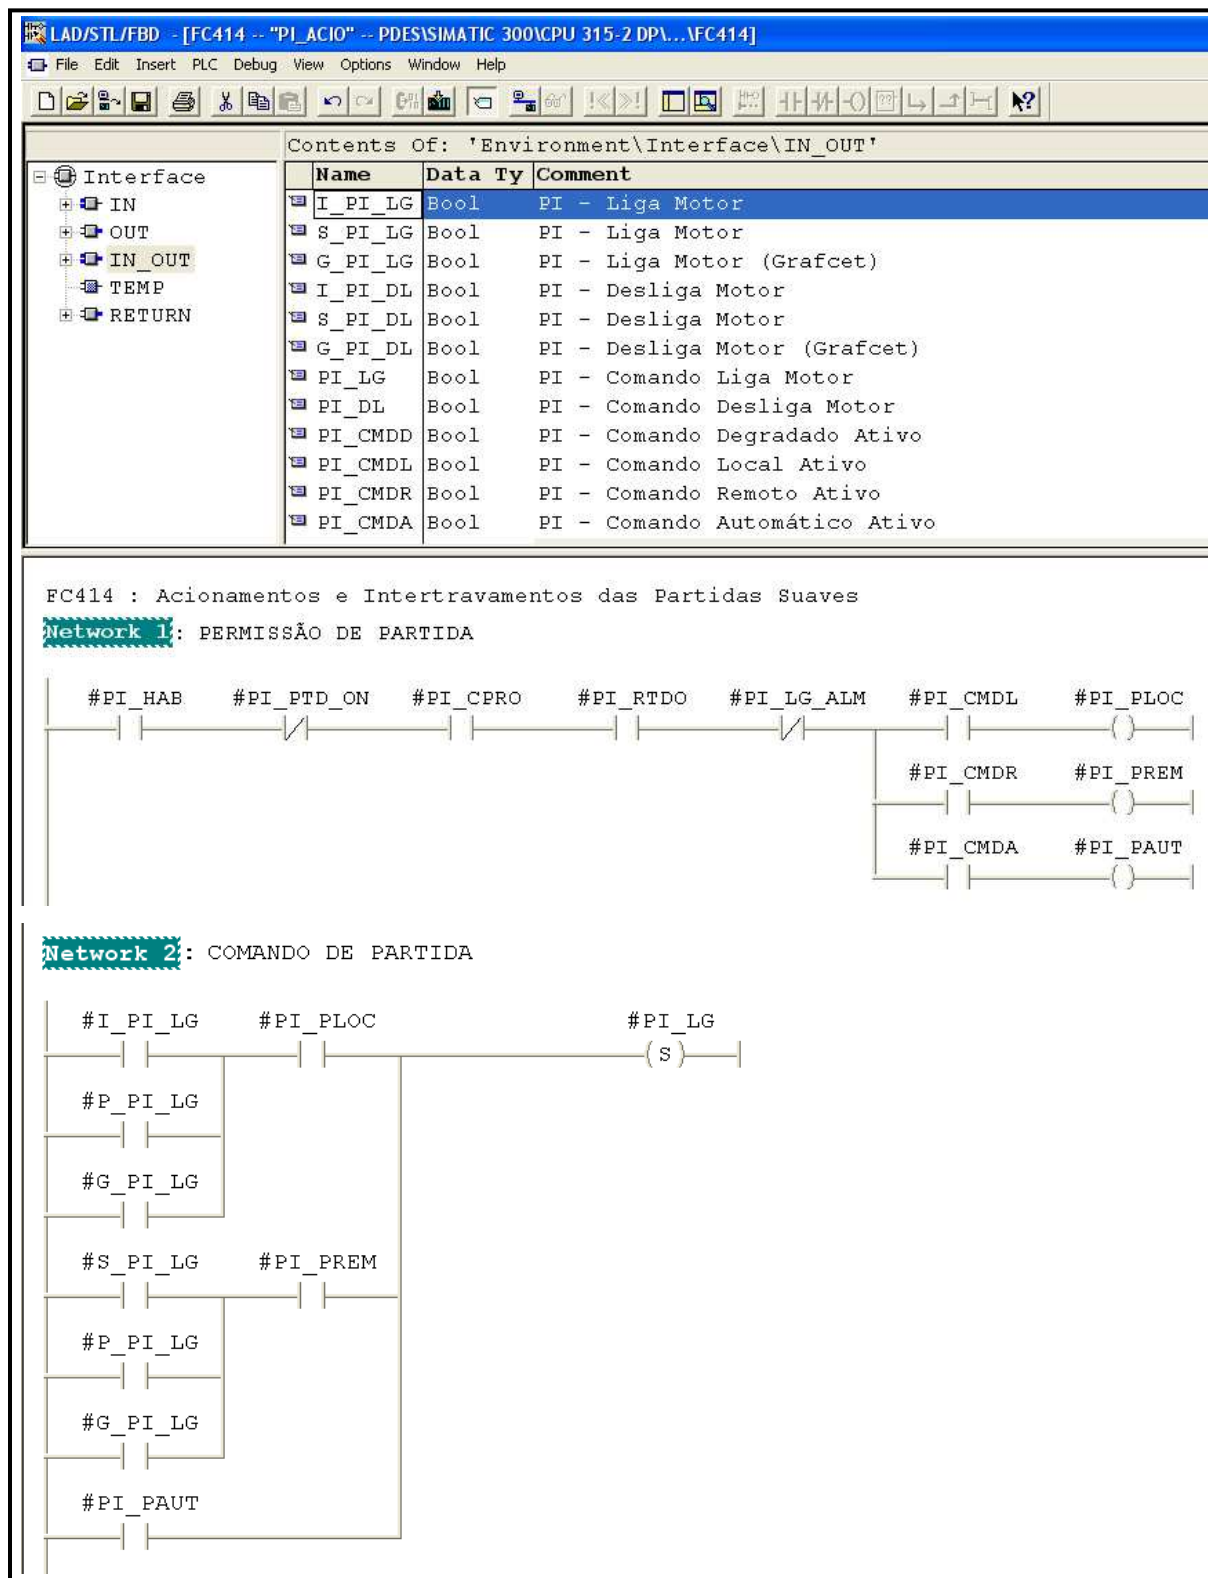 LAD/STL/FBD - [FC414 -- "PI_ACIO" -- PDES\SIMATIC 300\CPU 315-2 DP\...\FC414]
File Edit Insert PLC Debug View Options Window Help
Contents Of: 'Environment\Interface\IN_OUT'
Interface
IN
OUT
IN_OUT
TEMP
RETURN
Name Data Ty Comment
I_PI_LG Bool PI - Liga Motor
S_PI_LG Bool PI - Liga Motor
G_PI_LG Bool PI - Liga Motor (Grafcet)
I_PI_DL Bool PI - Desliga Motor
S_PI_DL Bool PI - Desliga Motor
G_PI_DL Bool PI - Desliga Motor (Grafcet)
PI_LG Bool PI - Comando Liga Motor
PI_DL Bool PI - Comando Desliga Motor
PI_CMDD Bool PI - Comando Degradado Ativo
PI_CMDL Bool PI - Comando Local Ativo
PI_CMDR Bool PI - Comando Remoto Ativo
PI_CMDA Bool PI - Comando Automático Ativo
FC414 : Acionamentos e Intertravamentos das Partidas Suaves
Network 1: PERMISSÃO DE PARTIDA
#PI_HAB #PI_PTD_ON #PI_CPRO #PI_RTDO #PI_LG_ALM #PI_CMDL #PI_PLOC
#PI_CMDR #PI_PREM
#PI_CMDA #PI_PAUT
Network 2: COMANDO DE PARTIDA
#I_PI_LG #PI_PLOC #PI_LG
S
#P_PI_LG
#G_PI_LG
#S_PI_LG #PI_PREM
#P_PI_LG
#G_PI_LG
#PI_PAUT